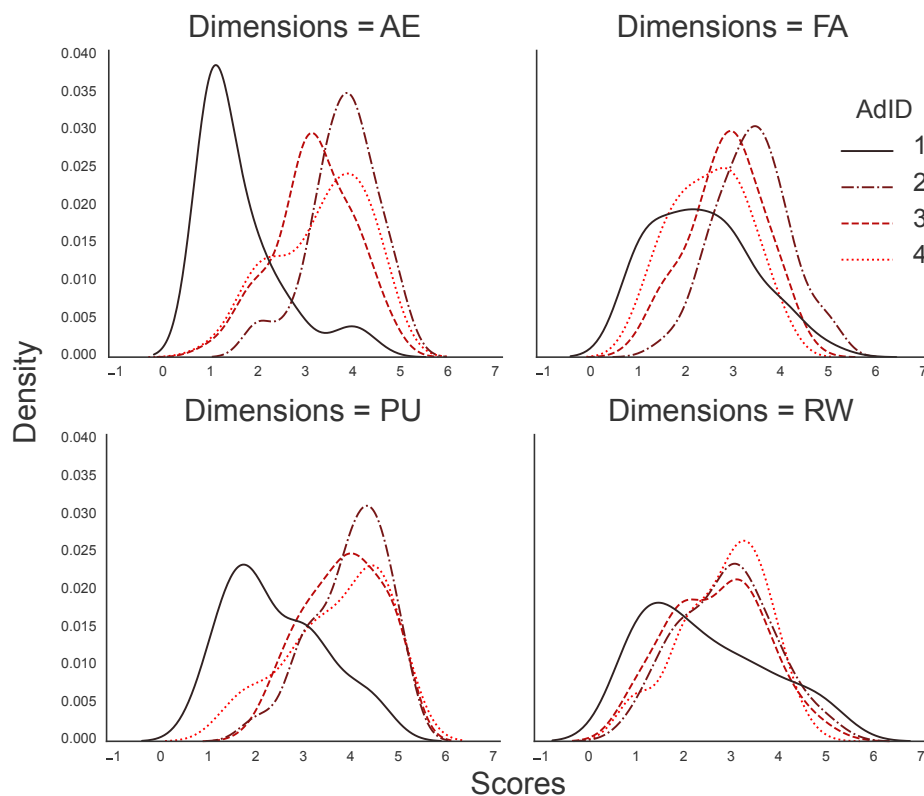 Dimensions = AE
Dimensions = FA
0.040
0.035
0.030
0.025
0.020
0.015
0.010
0.005
0.000
−1 0 1 2 3 4 5 6 7
−1 0 1 2 3 4 5 6 7
AdID
1
2
3
4
Density
Dimensions = PU
Dimensions = RW
0.040
0.035
0.030
0.025
0.020
0.015
0.010
0.005
0.000
−1 0 1 2 3 4 5 6 7
−1 0 1 2 3 4 5 6 7
Scores